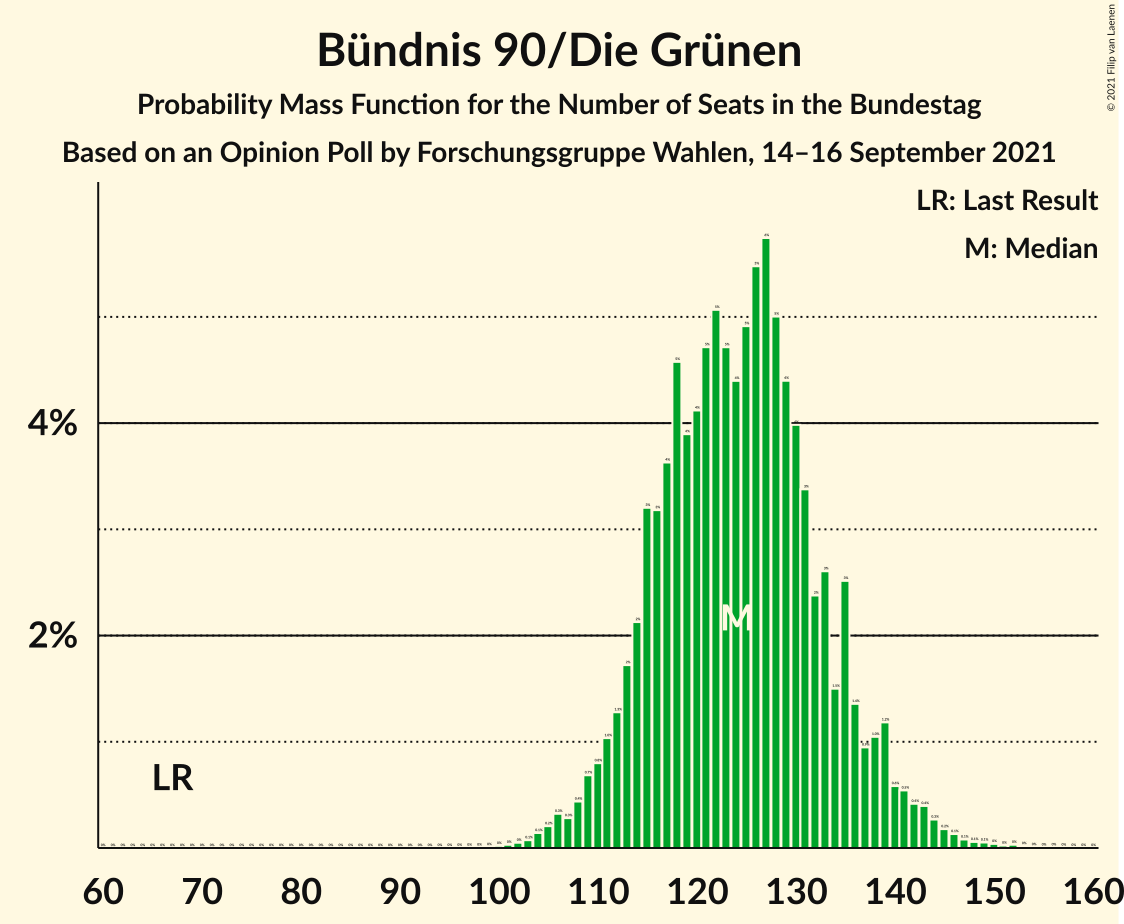 Bündnis 90/Die Grünen
Probability Mass Function for the Number of Seats in the Bundestag
Based on an Opinion Poll by Forschungsgruppe Wahlen, 14–16 September 2021
© 2021 Filip van Laenen
LR: Last Result
M: Median
4%
2%
M
LR
60 70 80 90 100 110 120 130 140 150 160